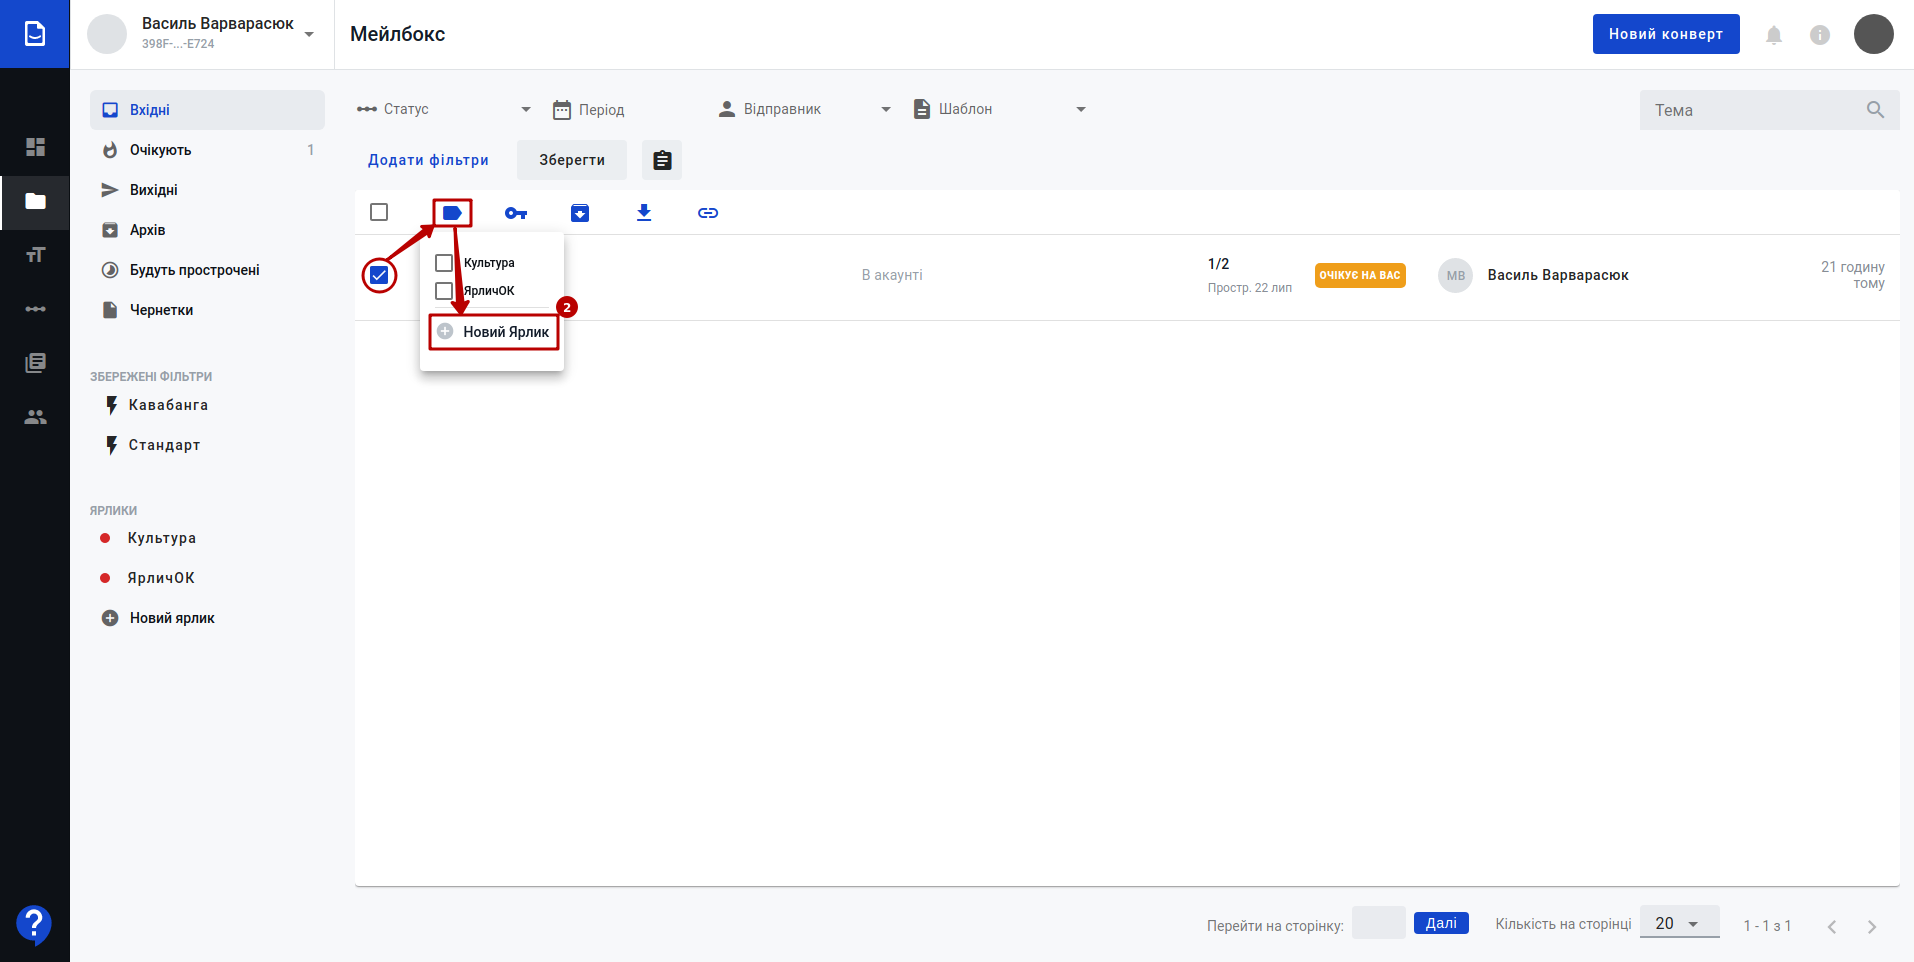 Василь Варварасюк
398F-...-E724
Мейлбокс
Новий конверт
Вхідні
Очікують 1
Вихідні
Архів
Будуть прострочені
Чернетки
ЗБЕРЕЖЕНІ ФІЛЬТРИ
Кавабанга
Стандарт
ЯРЛИКИ
Культура
ЯрличОК
Новий ярлик
Статус
Період
Відправник
Шаблон
Тема
Додати фільтри
Зберегти
Культура
ЯрличОК
2
Новий Ярлик
В акаунті
1/2
Простр. 22 лип
ОЧІКУЄ НА ВАС
МВ
Василь Варварасюк
21 годину
тому
Перейти на сторінку:
Далі
Кількість на сторінці
20
1 - 1 з 1